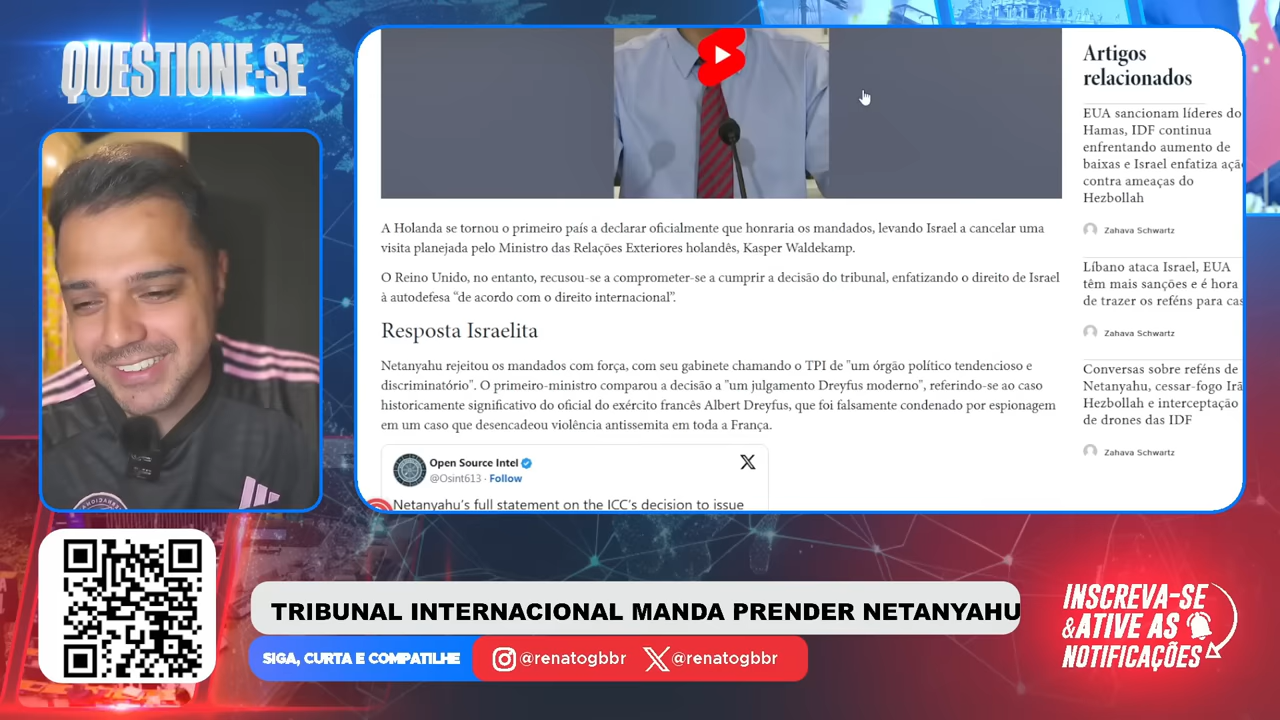 QUESTIONE-SE
A Holanda se tornou o primeiro país a declarar oficialmente que honraria os mandados, levando Israel a cancelar uma
visita planejada pelo Ministro das Relações Exteriores holandês, Kasper Waldekamp.
O Reino Unido, no entanto, recusou-se a comprometer-se a cumprir a decisão do tribunal, enfatizando o direito de Israel
à autodefesa “de acordo com o direito internacional”.
Resposta Israelita
Netanyahu rejeitou os mandados com força, com seu gabinete chamando o TPI de "um órgão político tendencioso e
discriminatório". O primeiro-ministro comparou a decisão a "um julgamento Dreyfus moderno", referindo-se ao caso
historicamente significativo do oficial do exército francês Albert Dreyfus, que foi falsamente condenado por espionagem
em um caso que desencadeou violência antissemita em toda a França.
Open Source Intel
@Osint613 · Follow
Netanyahu's full statement on the ICC's decision to issue
Artigos
relacionados
EUA sancionam líderes do
Hamas, IDF continua
enfrentando aumento de
baixas e Israel enfatiza açã
contra ameaças do
Hezbollah
Zahava Schwartz
Líbano ataca Israel, EUA
têm mais sanções e é hora
de trazer os reféns para cas
Zahava Schwartz
Conversas sobre reféns de
Netanyahu, cessar-fogo Irã
Hezbollah e interceptação
de drones das IDF
Zahava Schwartz
TRIBUNAL INTERNACIONAL MANDA PRENDER NETANYAHU
SIGA, CURTA E COMPATILHE
@renatogbbr
@renatogbbr
INSCREVA-SE
&ATIVE AS
NOTIFICAÇÕES